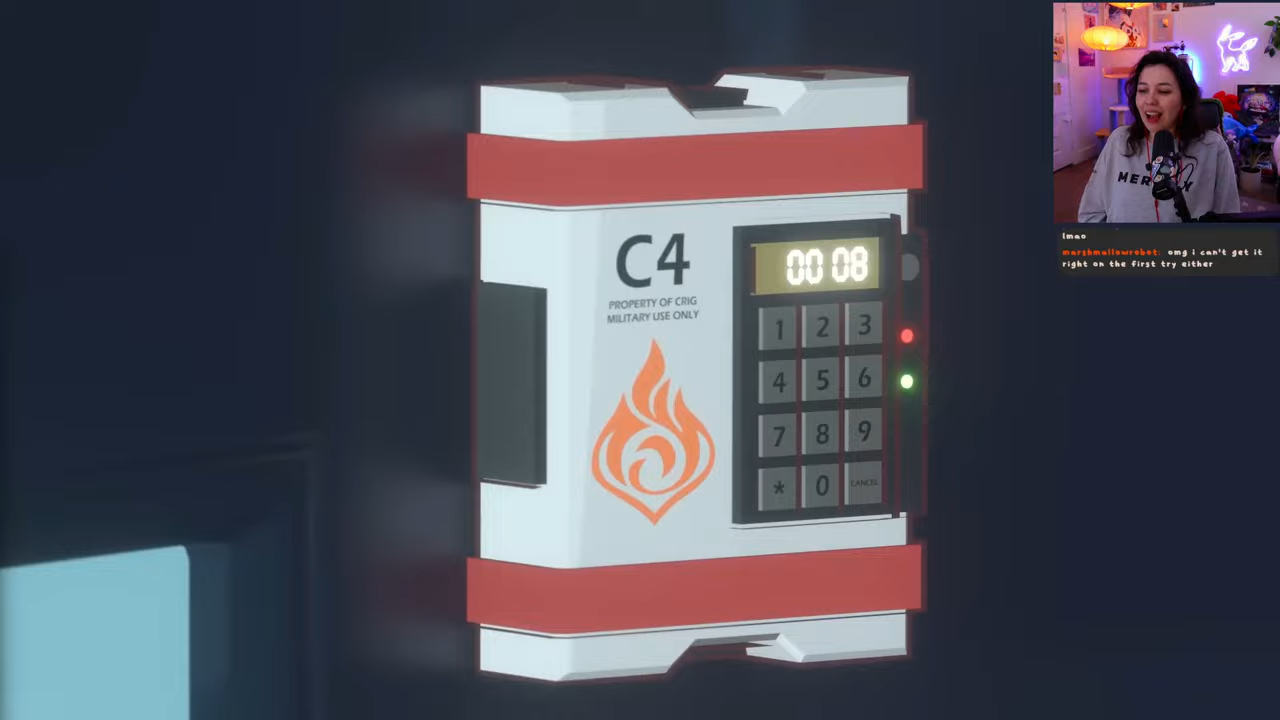 C4
PROPERTY OF CRIG
MILITARY USE ONLY
00 08
1 2 3
4 5 6
7 8 9
* 0 CANCEL
lmao
marshmallowrobot: omg i can't get it
right on the first try either